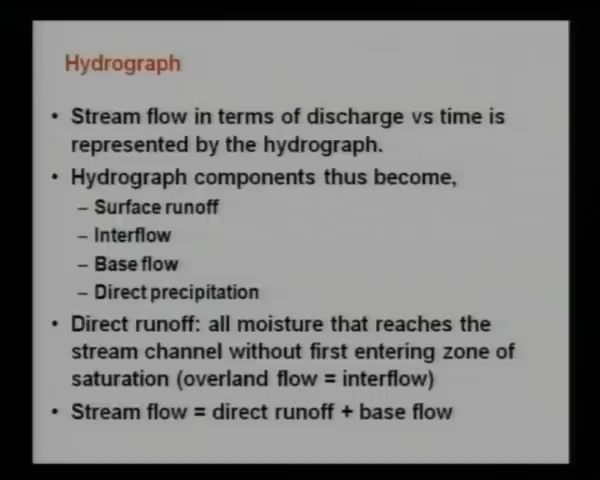 Hydrograph
• Stream flow in terms of discharge vs time is
represented by the hydrograph.
• Hydrograph components thus become,
– Surface runoff
– Interflow
– Base flow
– Direct precipitation
• Direct runoff: all moisture that reaches the
stream channel without first entering zone of
saturation (overland flow = interflow)
• Stream flow = direct runoff + base flow